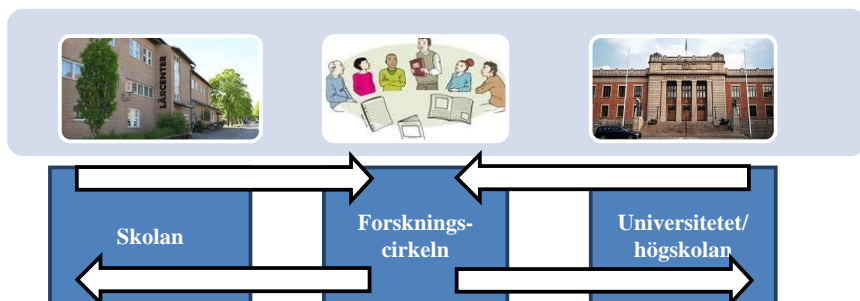 LÄRCENTER
Skolan
Forsknings-
cirkeln
Universitetet/
högskolan